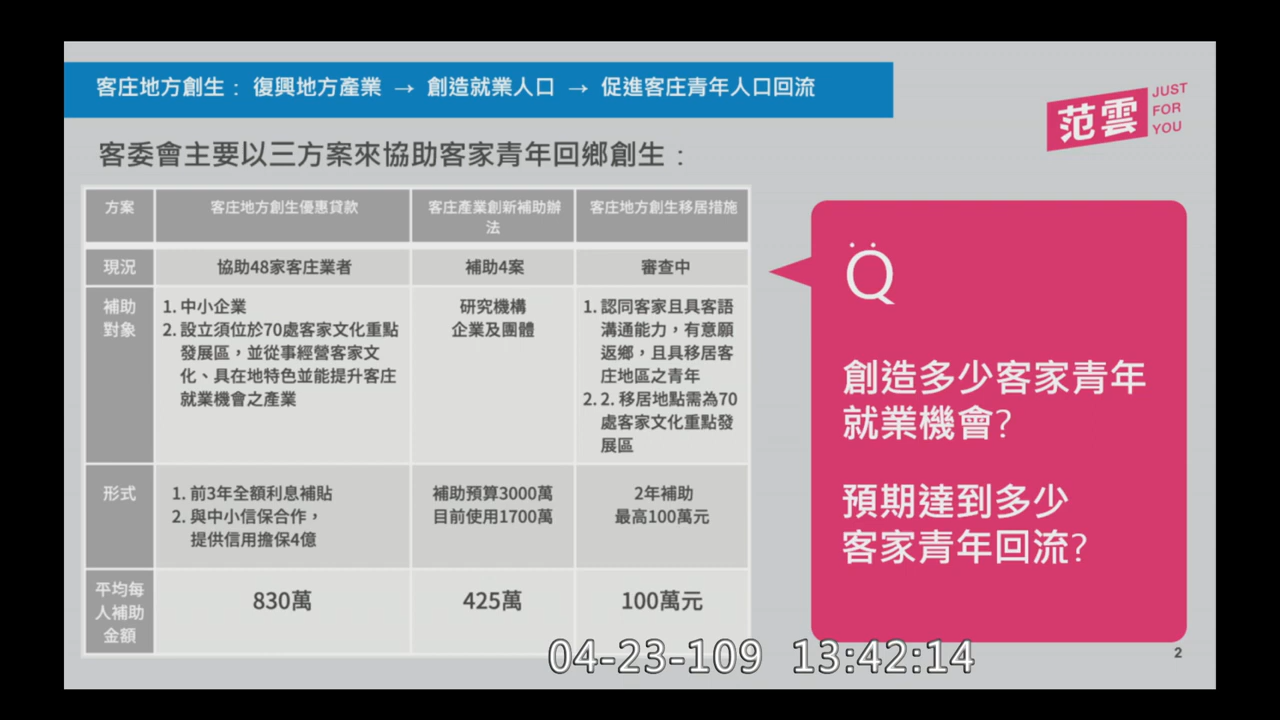 客庄地方創生： 復興地方產業 → 創造就業人口 → 促進客庄青年人口回流
范雲
JUST
FOR
YOU
客委會主要以三方案來協助客家青年回鄉創生：
方案
客庄地方創生優惠貸款
客庄產業創新補助辦
法
客庄地方創生移居措施
現況
協助48家客庄業者
補助4案
審查中
補助
對象
1. 中小企業
2. 設立須位於70處客家文化重點
發展區，並從事經營客家文
化、具在地特色並能提升客庄
就業機會之產業
研究機構
企業及團體
1. 認同客家且具客語
溝通能力，有意願
返鄉，且具移居客
庄地區之青年
2. 2. 移居地點需為70
處客家文化重點發
展區
形式
1. 前3年全額利息補貼
2. 與中小信保合作，
提供信用擔保4億
補助預算3000萬
目前使用1700萬
2年補助
最高100萬元
平均每
人補助
金額
830萬
425萬
100萬元
Q̈
創造多少客家青年
就業機會?
預期達到多少
客家青年回流?
04-23-109 13:42:14
2